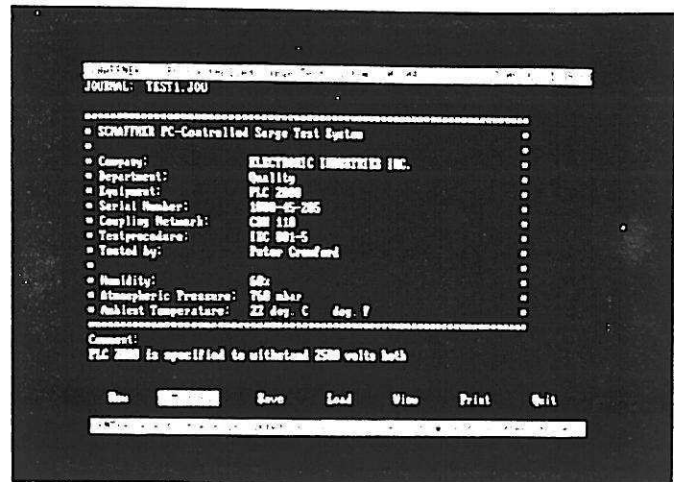 JOURNAL: TEST1.JOU
* SCHAFFNER PC-Controlled Surge Test System *
* Company: ELECTRONIC INDUSTRIES INC. *
* Department: Quality *
* Equipment: PLC 2000 *
* Serial Number: *
* Coupling Network: CDN 110 *
* Testprocedure: IEC 801-5 *
* Tested by: Peter Crawford *
* Humidity: 60% *
* Atmospheric Pressure: 760 mbar *
* Ambient Temperature: 22 deg. C deg. F *
Comment:
PLC 2000 is specified to withstand 2500 volts both
New Save Load View Print Quit